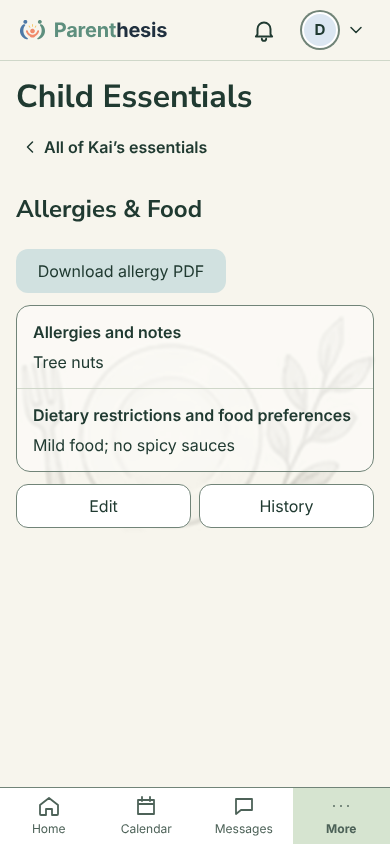 Parenthesis
D
Child Essentials
All of Kai’s essentials
Allergies & Food
Download allergy PDF
Allergies and notes
Tree nuts
Dietary restrictions and food preferences
Mild food; no spicy sauces
Edit
History
Home
Calendar
Messages
More